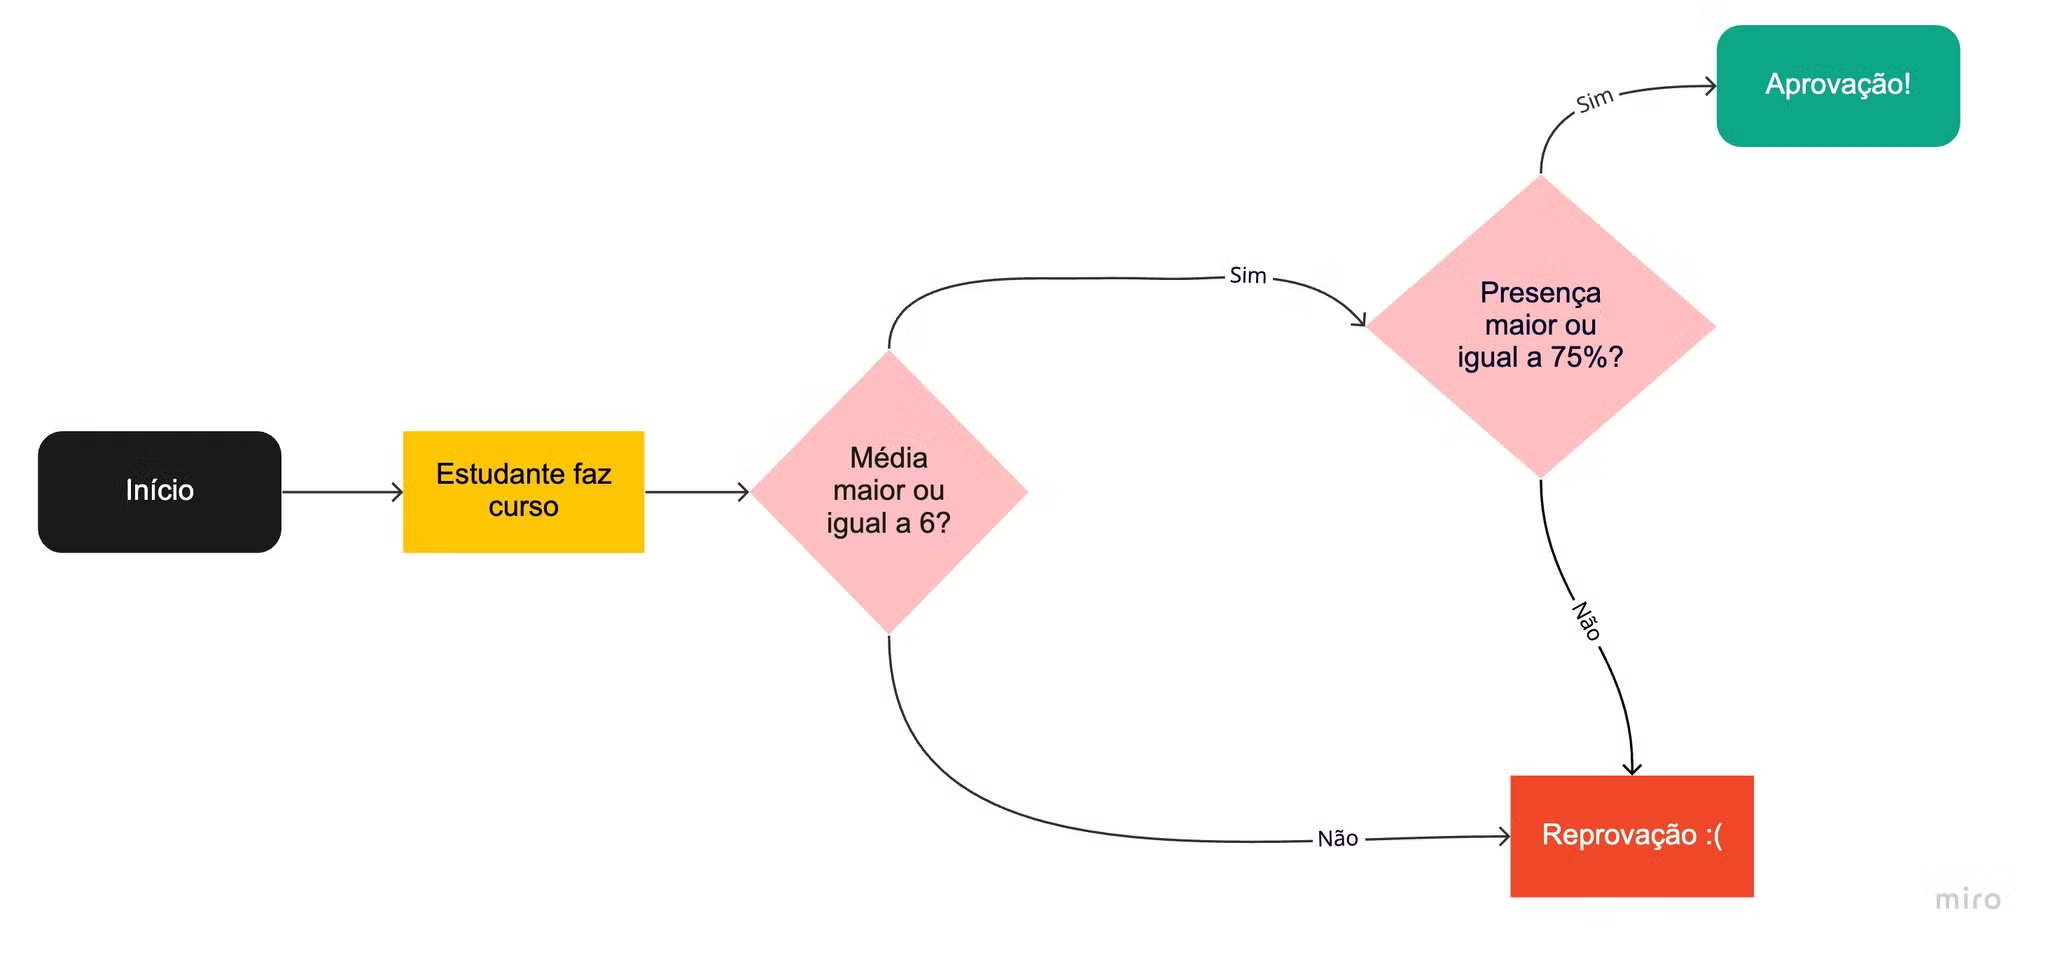 Início
Estudante faz
curso
Média
maior ou
igual a 6?
Sim
Presença
maior ou
igual a 75%?
Sim
Aprovação!
Não
Não
Reprovação :(
miro